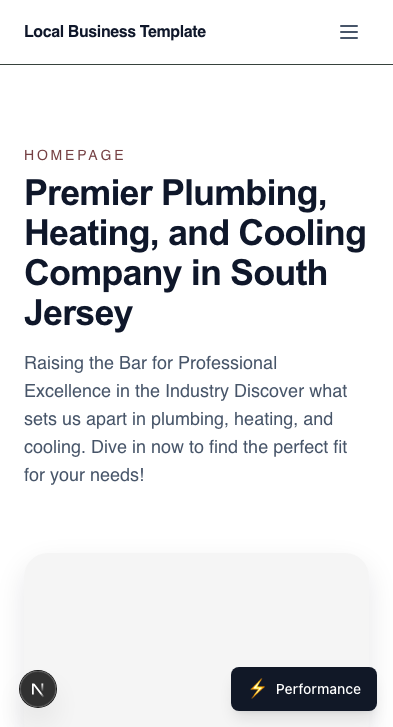 Local Business Template
HOMEPAGE
Premier Plumbing,
Heating, and Cooling
Company in South
Jersey
Raising the Bar for Professional
Excellence in the Industry Discover what
sets us apart in plumbing, heating, and
cooling. Dive in now to find the perfect fit
for your needs!
N
⚡ Performance